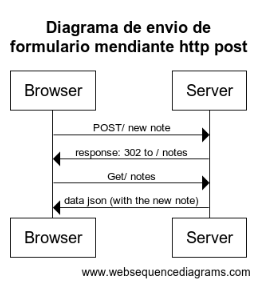 Diagrama de envio de
formulario mendiante http post
Browser
Server
POST/ new note
response: 302 to / notes
Get/ notes
data json (with the new note)
Browser
Server
www.websequencediagrams.com